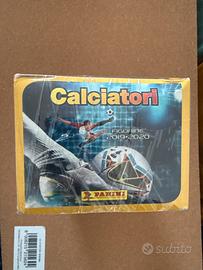 Calciatori
FIGURINE
2019-2020
PANINI
subito